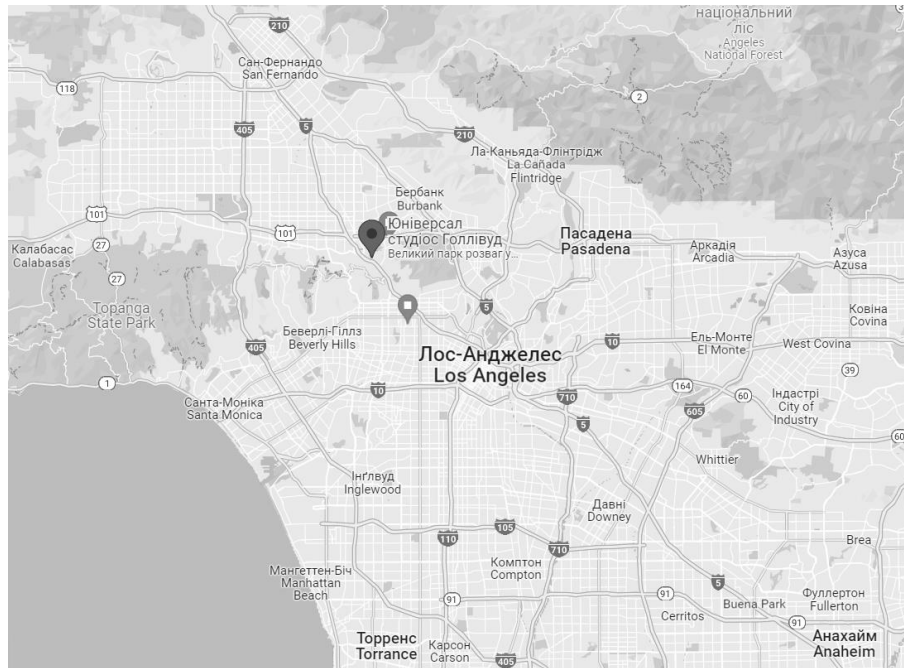 національний
ліс
Angeles
National Forest
210
Сан-Фернандо
San Fernando
118
2
405
5
210
Ла-Каньяда-Флінтрідж
La Cañada
Flintridge
Бербанк
Burbank
101
101
Юніверсал
студіос Голлівуд
Великий парк розваг у...
Пасадена
Pasadena
Аркадія
Arcadia
Азуса
Azusa
Калабасас
Calabasas
27
27
Topanga
State Park
5
Ковіна
Covina
Беверлі-Гіллз
Beverly Hills
405
Лос-Анджелес
Los Angeles
10
Ель-Монте
El Monte
West Covina
39
1
10
Санта-Моніка
Santa Monica
710
164
60
605
Індастрі
City of
Industry
5
60
Whittier
Інґлвуд
Inglewood
Давні
Downey
105
110
710
Brea
Комптон
Compton
Мангеттен-Біч
Manhattan
Beach
91
91
5
Buena Park
Фуллертон
Fullerton
Cerritos
91
Торренс
Torrance
Карсон
Carson
405
Анахайм
Anaheim